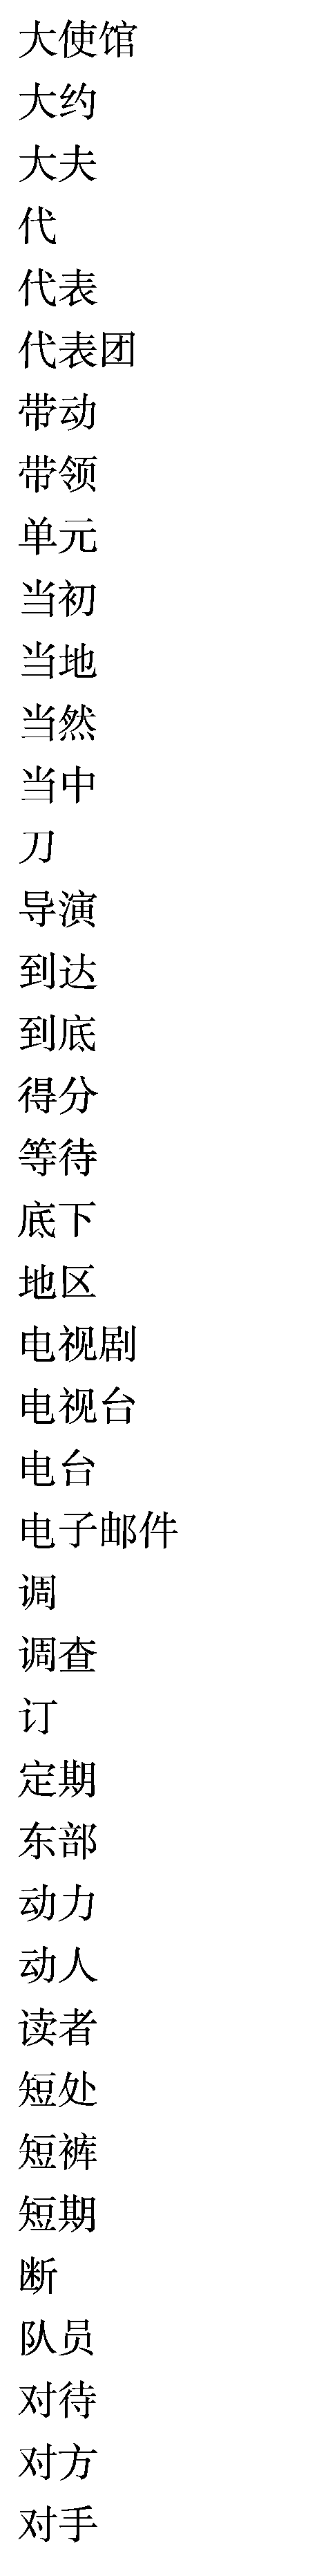 大使馆
大约
大夫
代
代表
代表团
带动
带领
单元
当初
当地
当然
当中
刀
导演
到达
到底
得分
等待
底下
地区
电视剧
电视台
电台
电子邮件
调
调查
订
定期
东部
动力
动人
读者
短处
短裤
短期
断
队员
对待
对方
对手